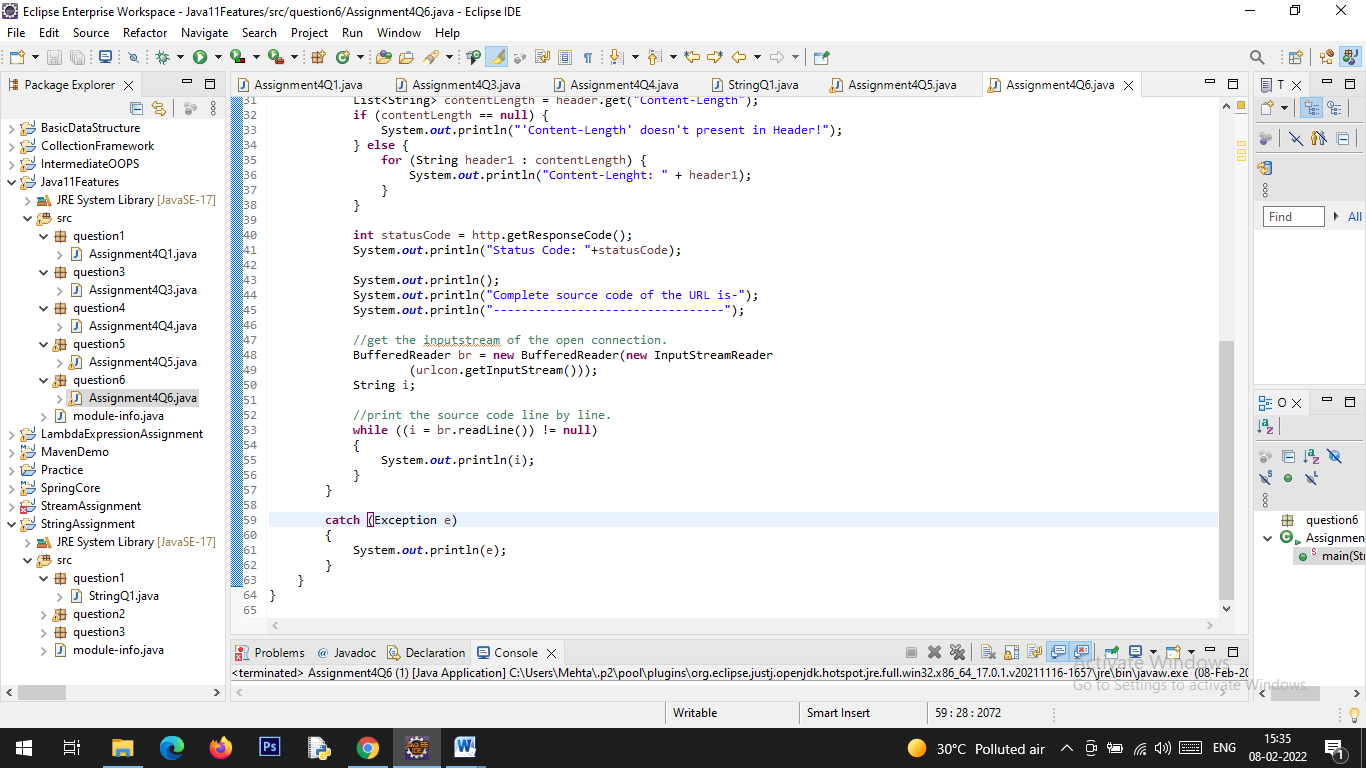 Eclipse Enterprise Workspace - Java11Features/src/question6/Assignment4Q6.java - Eclipse IDE
File Edit Source Refactor Navigate Search Project Run Window Help
Package Explorer
BasicDataStructure
CollectionFramework
IntermediateOOPS
Java11Features
JRE System Library [JavaSE-17]
src
question1
Assignment4Q1.java
question3
Assignment4Q3.java
question4
Assignment4Q4.java
question5
Assignment4Q5.java
question6
Assignment4Q6.java
module-info.java
LambdaExpressionAssignment
MavenDemo
Practice
SpringCore
StreamAssignment
StringAssignment
JRE System Library [JavaSE-17]
src
question1
StringQ1.java
question2
question3
module-info.java
Assignment4Q1.java Assignment4Q3.java Assignment4Q4.java StringQ1.java Assignment4Q5.java Assignment4Q6.java
31 List<String> contentLength = header.get("Content-Length");
32 if (contentLength == null) {
33 System.out.println("'Content-Length' doesn't present in Header!");
34 } else {
35 for (String header1 : contentLength) {
36 System.out.println("Content-Lenght: " + header1);
37 }
38 }
39
40 int statusCode = http.getResponseCode();
41 System.out.println("Status Code: "+statusCode);
42
43 System.out.println();
44 System.out.println("Complete source code of the URL is-");
45 System.out.println("---------------------------------");
46
47 //get the inputstream of the open connection.
48 BufferedReader br = new BufferedReader(new InputStreamReader
49 (urlcon.getInputStream()));
50 String i;
51
52 //print the source code line by line.
53 while ((i = br.readLine()) != null)
54 {
55 System.out.println(i);
56 }
57 }
58
59 catch (Exception e)
60 {
61 System.out.println(e);
62 }
63 }
64 }
65
T
Find
All
O
question6
Assignmen
main(Stri
Problems @ Javadoc Declaration Console
<terminated> Assignment4Q6 (1) [Java Application] C:\Users\Mehta\.p2\pool\plugins\org.eclipse.justj.openjdk.hotspot.jre.full.win32.x86_64_17.0.1.v20211116-1657\jre\bin\javaw.exe (08-Feb-20
Activate Windows
Go to Settings to activate Windows.
Writable Smart Insert 59 : 28 : 2072
Ps
W
30°C Polluted air
ENG
15:35
08-02-2022
1